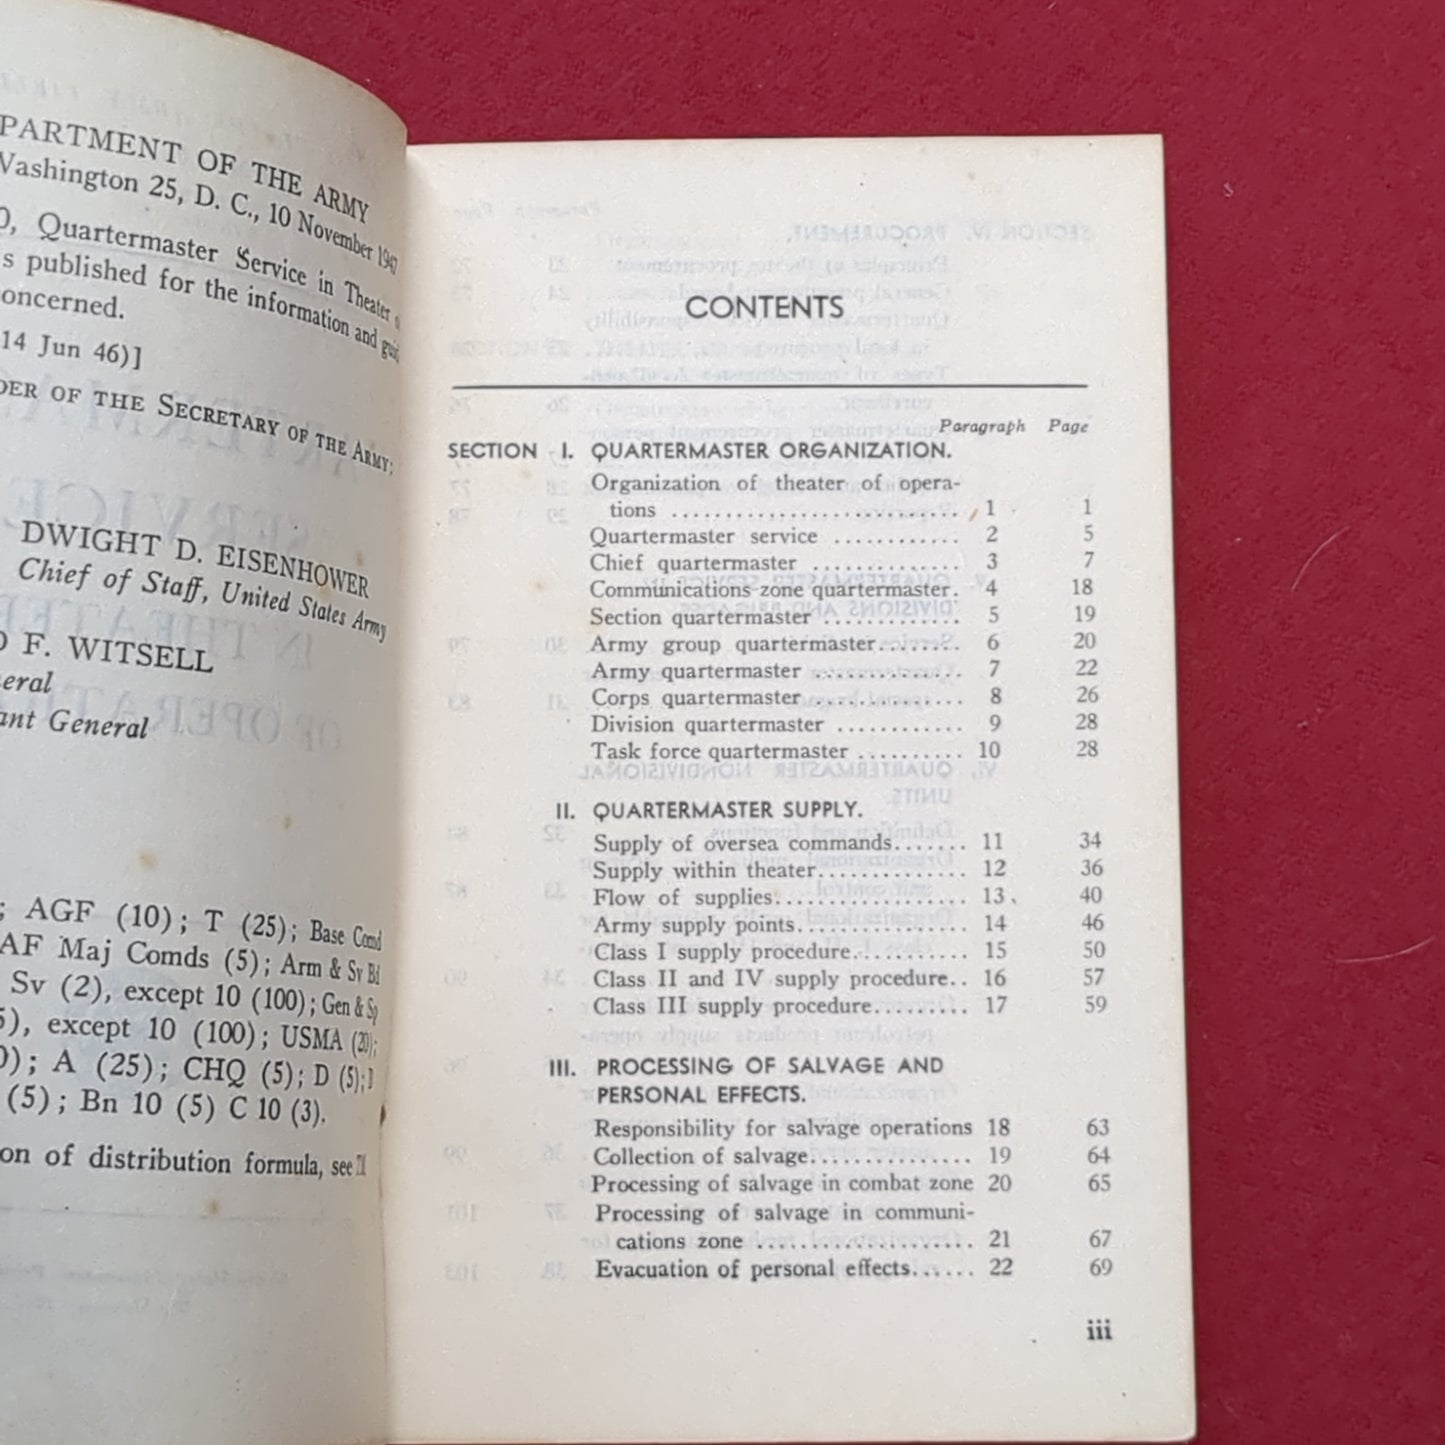 PARTMENT OF THE ARMY
Washington 25, D. C., 10 November 1947
0, Quartermaster Service in Theater
s published for the information and
oncerned.
14 Jun 46)]
DER OF THE SECRETARY OF THE ARMY:
DWIGHT D. EISENHOWER
Chief of Staff, United States Army
F. WITSELL
eral
ant General
; AGF (10); T (25); Base Comd
AF Maj Comds (5); Arm & Sv Bd
Sv (2), except 10 (100); Gen & Sp
5), except 10 (100); USMA (20);
0); A (25); CHQ (5); D (5);
(5); Bn 10 (5) C 10 (3).
on of distribution formula, see
CONTENTS
Paragraph Page
SECTION I. QUARTERMASTER ORGANIZATION.
Organization of theater of opera-
tions .......................... 1 1
Quartermaster service ............ 2 5
Chief quartermaster .............. 3 7
Communications zone quartermaster. 4 18
Section quartermaster ............. 5 19
Army group quartermaster........ 6 20
Army quartermaster .............. 7 22
Corps quartermaster ............. 8 26
Division quartermaster ............ 9 28
Task force quartermaster .......... 10 28
II. QUARTERMASTER SUPPLY.
Supply of oversea commands....... 11 34
Supply within theater.............. 12 36
Flow of supplies.................. 13 40
Army supply points................ 14 46
Class I supply procedure........... 15 50
Class II and IV supply procedure.. 16 57
Class III supply procedure......... 17 59
III. PROCESSING OF SALVAGE AND
PERSONAL EFFECTS.
Responsibility for salvage operations 18 63
Collection of salvage............... 19 64
Processing of salvage in combat zone 20 65
Processing of salvage in communi-
cations zone .................... 21 67
Evacuation of personal effects...... 22 69
iii